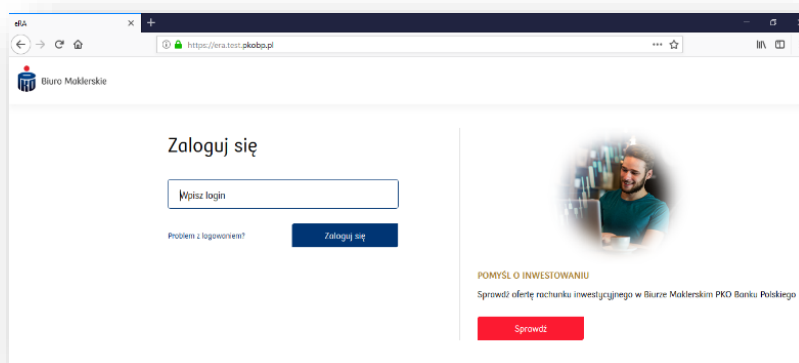 eRA
https://era.test.pkobp.pl
Biuro Maklerskie
Zaloguj się
Wpisz login
Problem z logowaniem?
Zaloguj się
POMYŚL O INWESTOWANIU
Sprawdź ofertę rachunku inwestycyjnego w Biurze Maklerskim PKO Banku Polskiego
Sprawdź